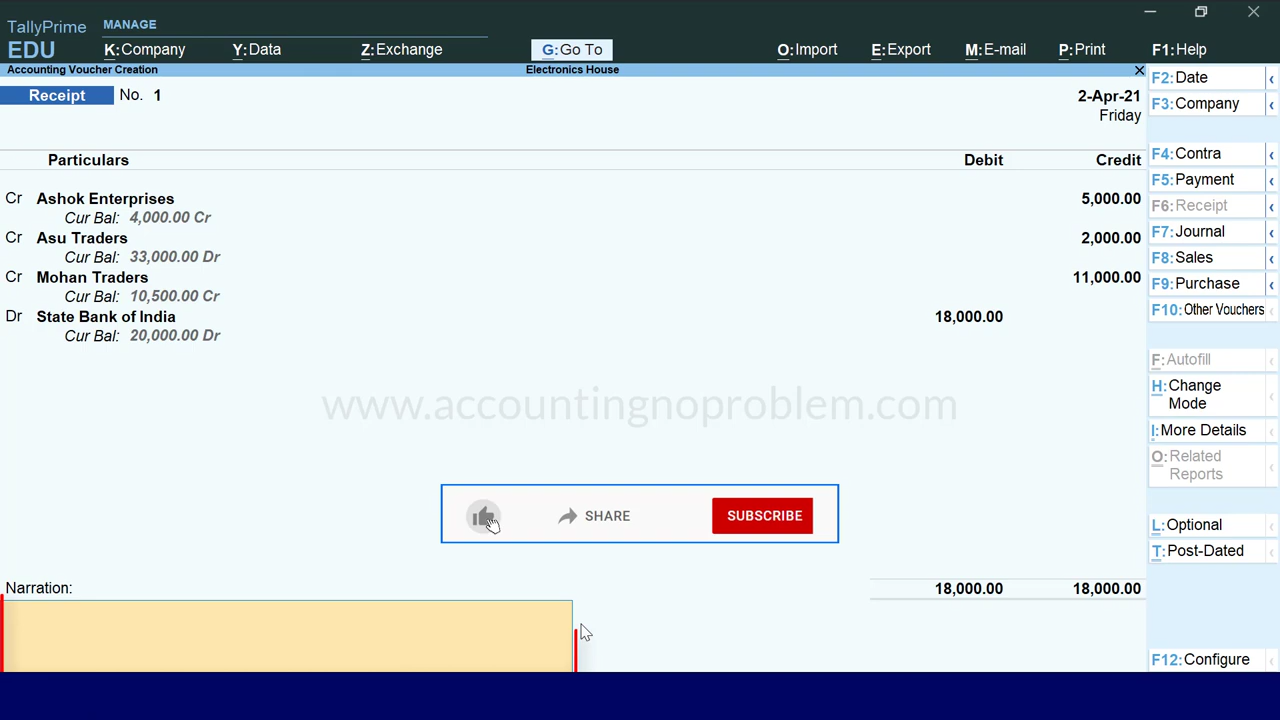 TallyPrime MANAGE
EDU K:Company Y:Data Z:Exchange G:Go To O:Import E:Export M:E-mail P:Print F1:Help
Accounting Voucher Creation Electronics House
Receipt No. 1 2-Apr-21
Friday
Particulars Debit Credit
Cr Ashok Enterprises 5,000.00
Cur Bal: 4,000.00 Cr
Cr Asu Traders 2,000.00
Cur Bal: 33,000.00 Dr
Cr Mohan Traders 11,000.00
Cur Bal: 10,500.00 Cr
Dr State Bank of India 18,000.00
Cur Bal: 20,000.00 Dr
www.accountingnoproblem.com
SHARE SUBSCRIBE
Narration: 18,000.00 18,000.00
F2:Date
F3:Company
F4:Contra
F5:Payment
F6:Receipt
F7:Journal
F8:Sales
F9:Purchase
F10:Other Vouchers
F:Autofill
H:Change
Mode
I:More Details
O:Related
Reports
L:Optional
T:Post-Dated
F12:Configure